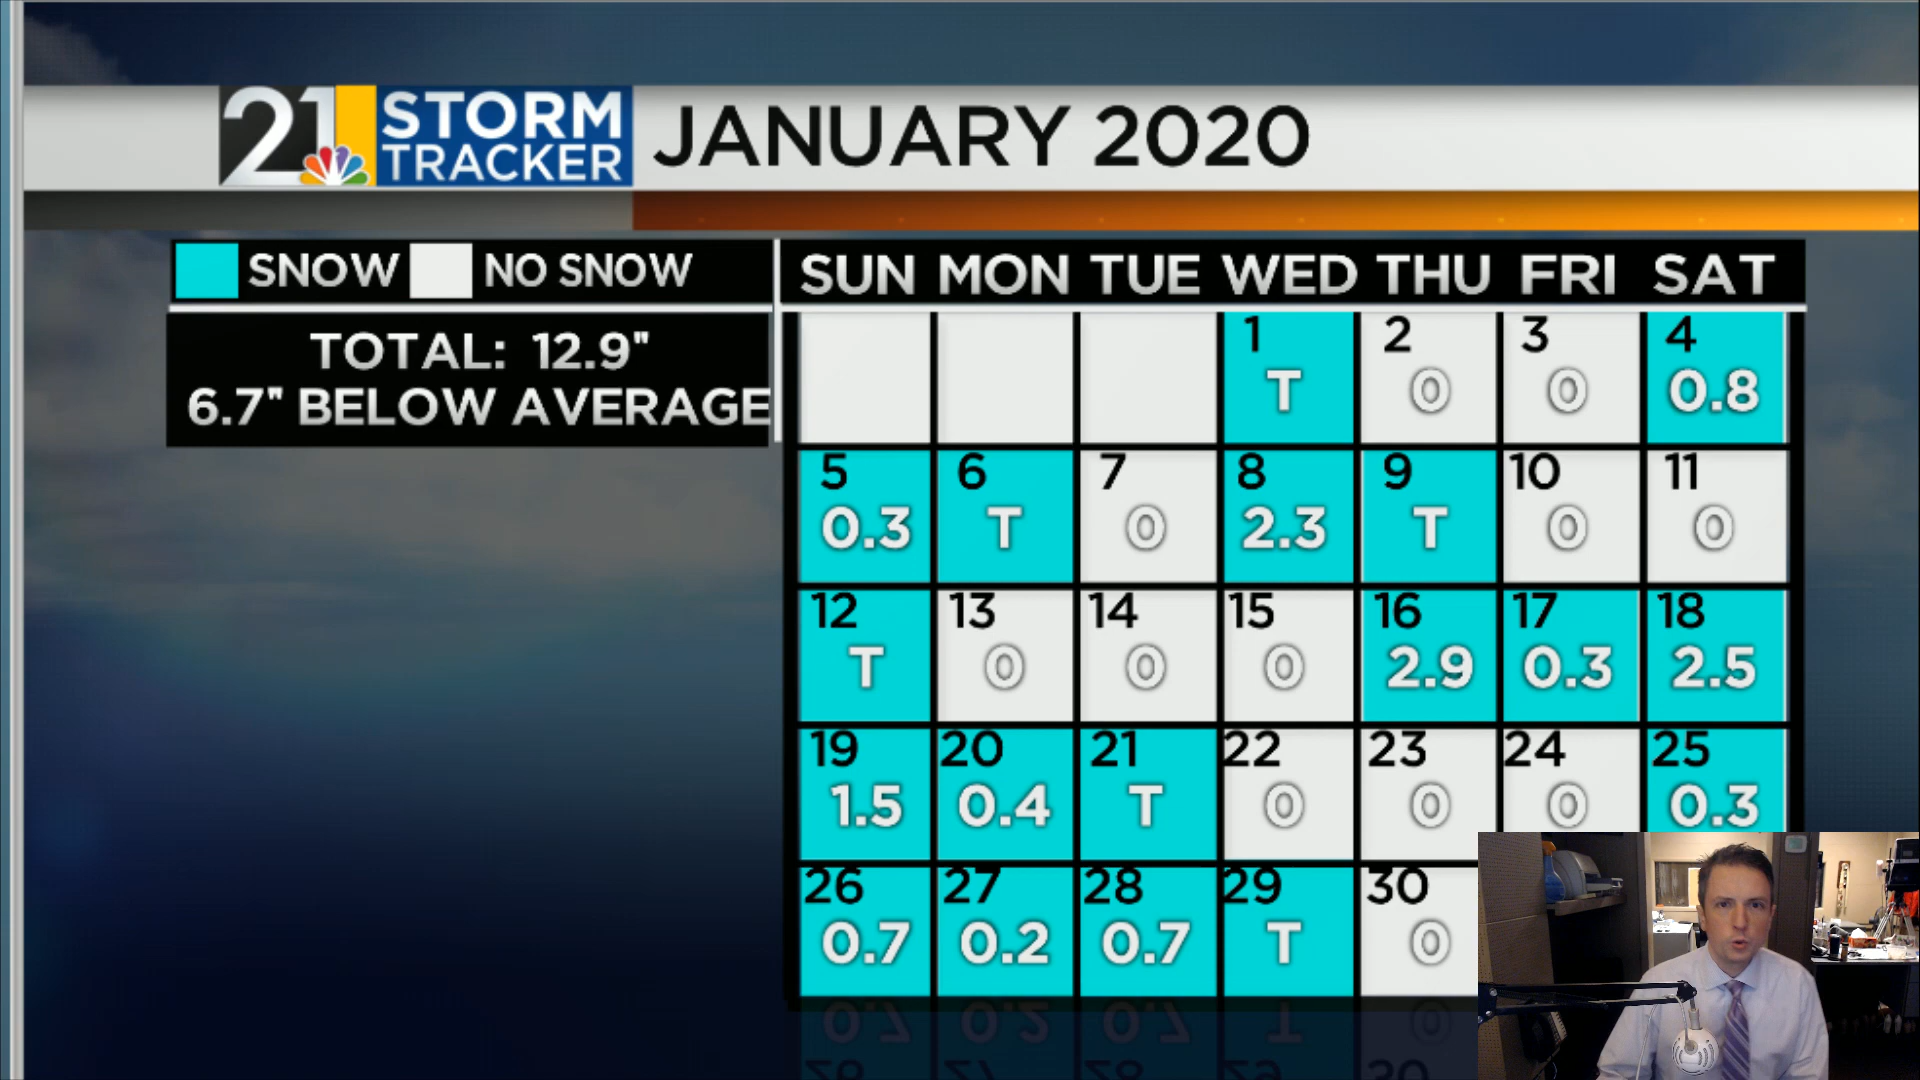 21 STORM TRACKER JANUARY 2020
SNOW NO SNOW
TOTAL: 12.9"
6.7" BELOW AVERAGE
SUN MON TUE WED THU FRI SAT
1 2 3 4
T 0 0 0.8
5 6 7 8 9 10 11
0.3 T 0 2.3 T 0 0
12 13 14 15 16 17 18
T 0 0 0 2.9 0.3 2.5
19 20 21 22 23 24 25
1.5 0.4 T 0 0 0 0.3
26 27 28 29 30
0.7 0.2 0.7 T 0